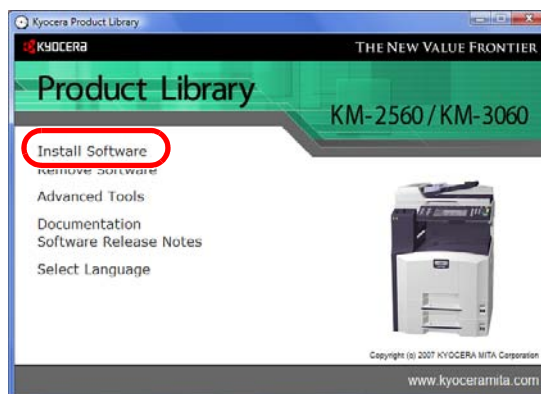 Kyocera Product Library
KYOCERA
THE NEW VALUE FRONTIER
Product Library
KM-2560 / KM-3060
Install Software
Remove Software
Advanced Tools
Documentation
Software Release Notes
Select Language
Copyright (c) 2007 KYOCERA MITA Corporation
www.kyoceramita.com